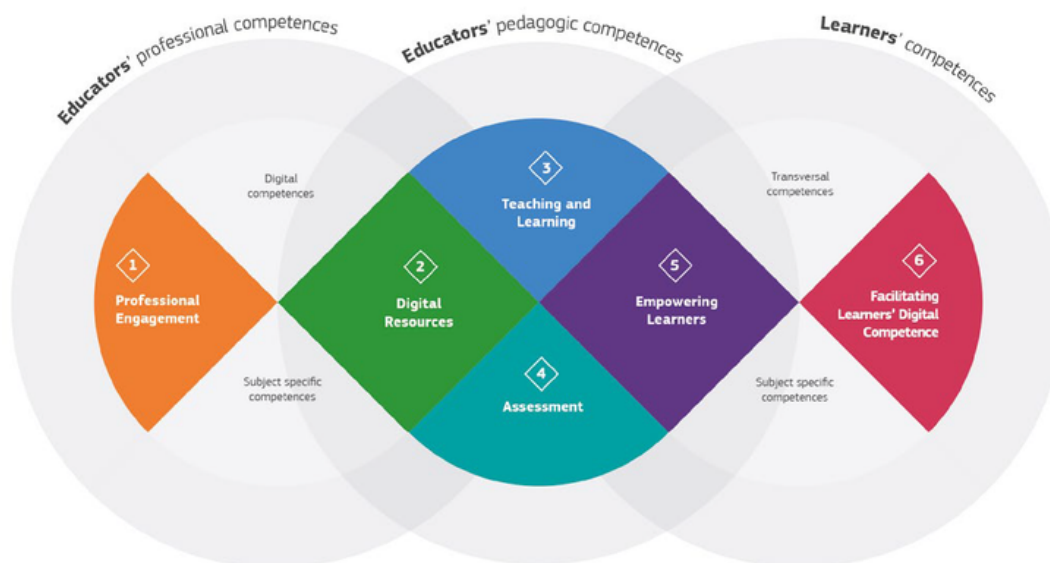 Educators' professional competences
Educators' pedagogic competences
Learners' competences
Digital
competences
Transversal
competences
3
Teaching and
Learning
1
Professional
Engagement
2
Digital
Resources
5
Empowering
Learners
6
Facilitating
Learners' Digital
Competence
4
Assessment
Subject specific
competences
Subject specific
competences